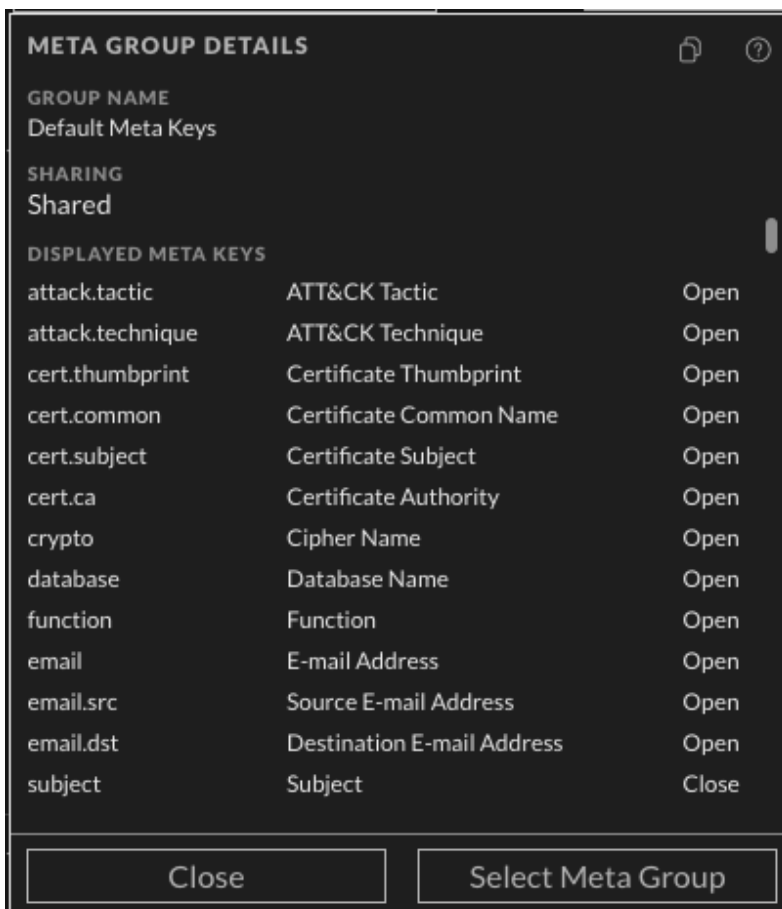 META GROUP DETAILS
GROUP NAME
Default Meta Keys
SHARING
Shared
DISPLAYED META KEYS
attack.tactic ATT&CK Tactic Open
attack.technique ATT&CK Technique Open
cert.thumbprint Certificate Thumbprint Open
cert.common Certificate Common Name Open
cert.subject Certificate Subject Open
cert.ca Certificate Authority Open
crypto Cipher Name Open
database Database Name Open
function Function Open
email E-mail Address Open
email.src Source E-mail Address Open
email.dst Destination E-mail Address Open
subject Subject Close
Close Select Meta Group